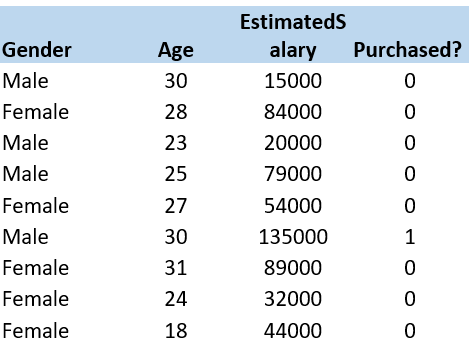 EstimatedS
Gender Age alary Purchased?
Male 30 15000 0
Female 28 84000 0
Male 23 20000 0
Male 25 79000 0
Female 27 54000 0
Male 30 135000 1
Female 31 89000 0
Female 24 32000 0
Female 18 44000 0